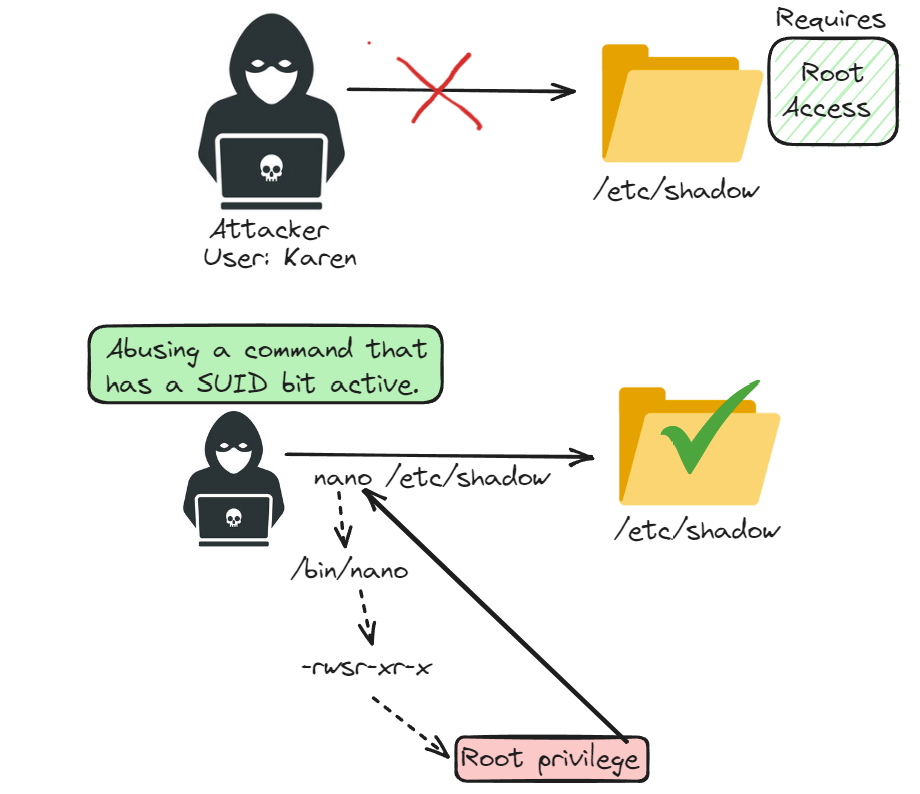 Requires
Root
Access
/etc/shadow
Attacker
User: Karen
Abusing a command that
has a SUID bit active.
nano /etc/shadow
/etc/shadow
/bin/nano
-rwsr-xr-x
Root privilege